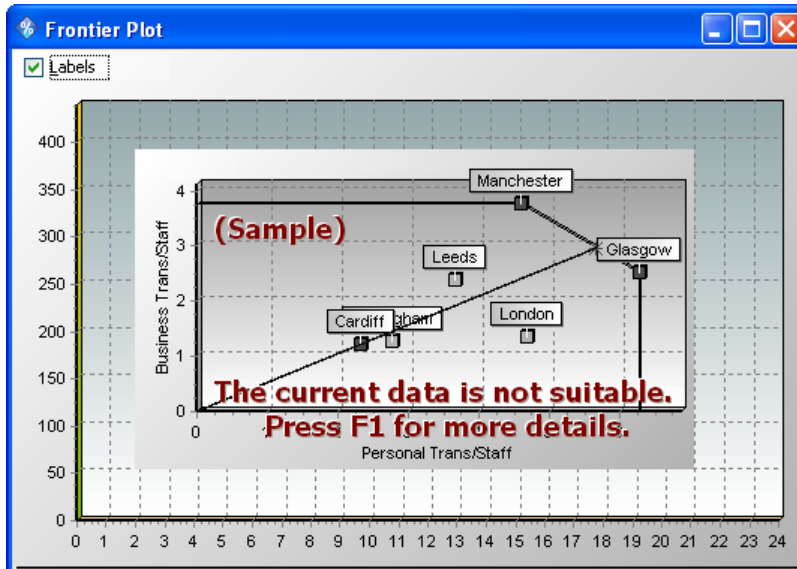 Frontier Plot
Labels
400
350
300
250
200
150
100
50
0
0 1 2 3 4 5 6 7 8 9 10 11 12 13 14 15 16 17 18 19 20 21 22 23 24
Business Trans/Staff
4
3
2
1
0
(Sample)
Manchester
Glasgow
Leeds
Cardiff
London
The current data is not suitable.
Press F1 for more details.
0
Personal Trans/Staff